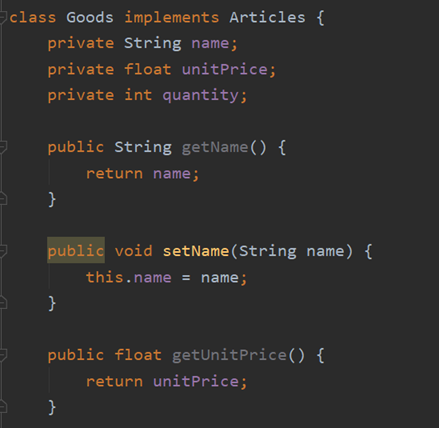 class Goods implements Articles {
private String name;
private float unitPrice;
private int quantity;
public String getName() {
return name;
}
public void setName(String name) {
this.name = name;
}
public float getUnitPrice() {
return unitPrice;
}